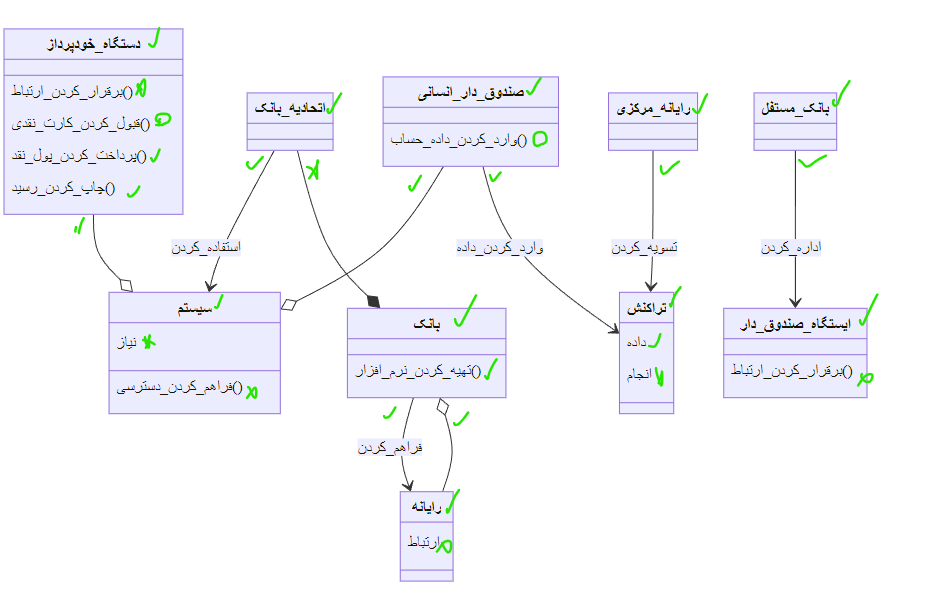 دستگاه_خودپرداز
برقرار_کردن_ارتباط()
قبول_کردن_کارت_نقدی()
پرداخت_کردن_پول_نقد()
چاپ_کردن_رسید()
اتحادیه_بانک
صندوق_دار_انسانی
وارد_کردن_داده_حساب()
رایانه_مرکزی
بانک_مستقل
استفاده_کردن
وارد_کردن_داده
تسویه_کردن
اداره_کردن
سیستم
نیاز
فراهم_کردن_دسترسی()
بانک
تهیه_کردن_نرم_افزار()
تراکنش
داده
انجام
ایستگاه_صندوق_دار
برقرار_کردن_ارتباط()
فراهم_کردن
رایانه
ارتباط